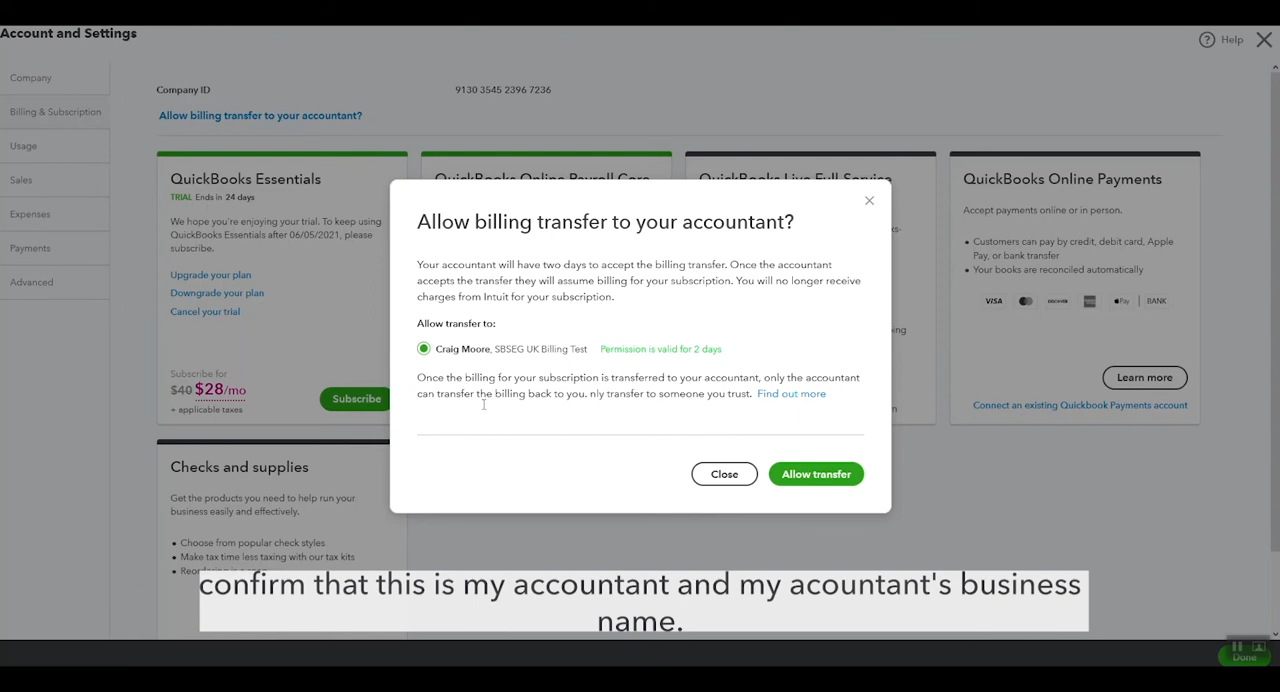 Account and Settings
Help
Company
Billing & Subscription
Usage
Sales
Expenses
Payments
Advanced
Company ID 9130 3545 2396 7236
Allow billing transfer to your accountant?
QuickBooks Essentials
TRIAL Ends in 24 days
We hope you're enjoying your trial. To keep using
QuickBooks Essentials after 06/05/2021, please
subscribe.
Upgrade your plan
Downgrade your plan
Cancel your trial
Subscribe for
$40 $28/mo
+ applicable taxes
Subscribe
QuickBooks Online Payroll Core
QuickBooks Live Full-Service
QuickBooks Online Payments
Accept payments online or in person.
• Customers can pay by credit, debit card, Apple
Pay, or bank transfer
• Your books are reconciled automatically
VISA DISCOVER Pay BANK
Learn more
Connect an existing Quickbook Payments account
Allow billing transfer to your accountant?
Your accountant will have two days to accept the billing transfer. Once the accountant
accepts the transfer they will assume billing for your subscription. You will no longer receive
charges from Intuit for your subscription.
Allow transfer to:
Craig Moore, SBSEG UK Billing Test Permission is valid for 2 days
Once the billing for your subscription is transferred to your accountant, only the accountant
can transfer the billing back to you. nly transfer to someone you trust. Find out more
Close
Allow transfer
Checks and supplies
Get the products you need to help run your
business easily and effectively.
• Choose from popular check styles
• Make tax time less taxing with our tax kits
confirm that this is my accountant and my acountant's business
name.
Done